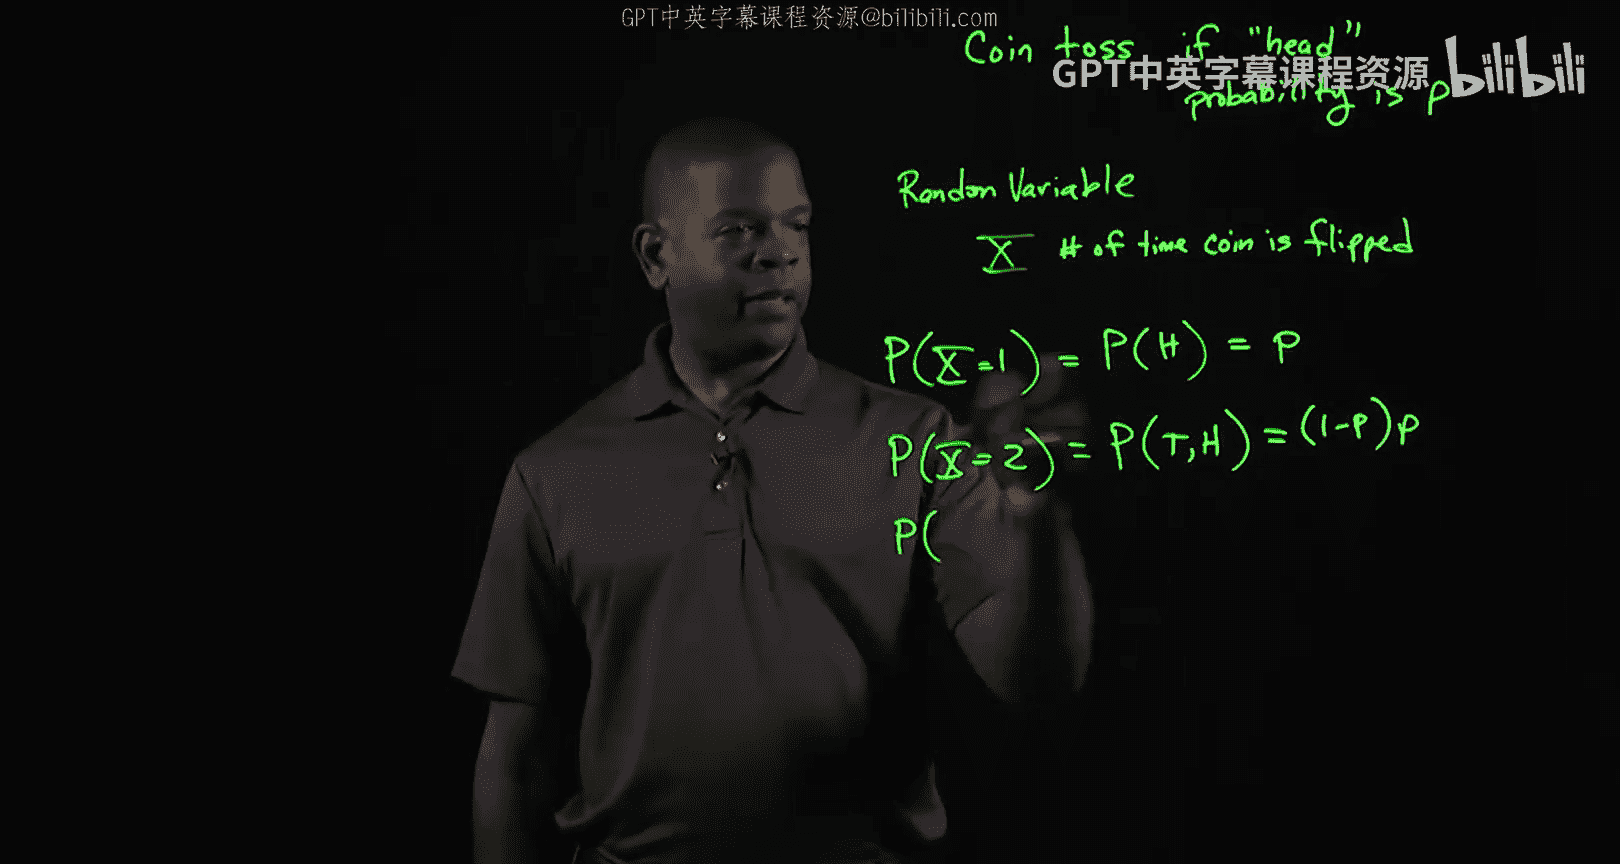 GPT中英字幕课程资源@bilibili.com
Coin toss if "head"
GPT中英字幕课程资源 bilibili
probability is p
Random Variable
X # of time coin is flipped
P(X=1) = P(H) = p
P(X=2) = P(T,H) = (1-p)p
P(